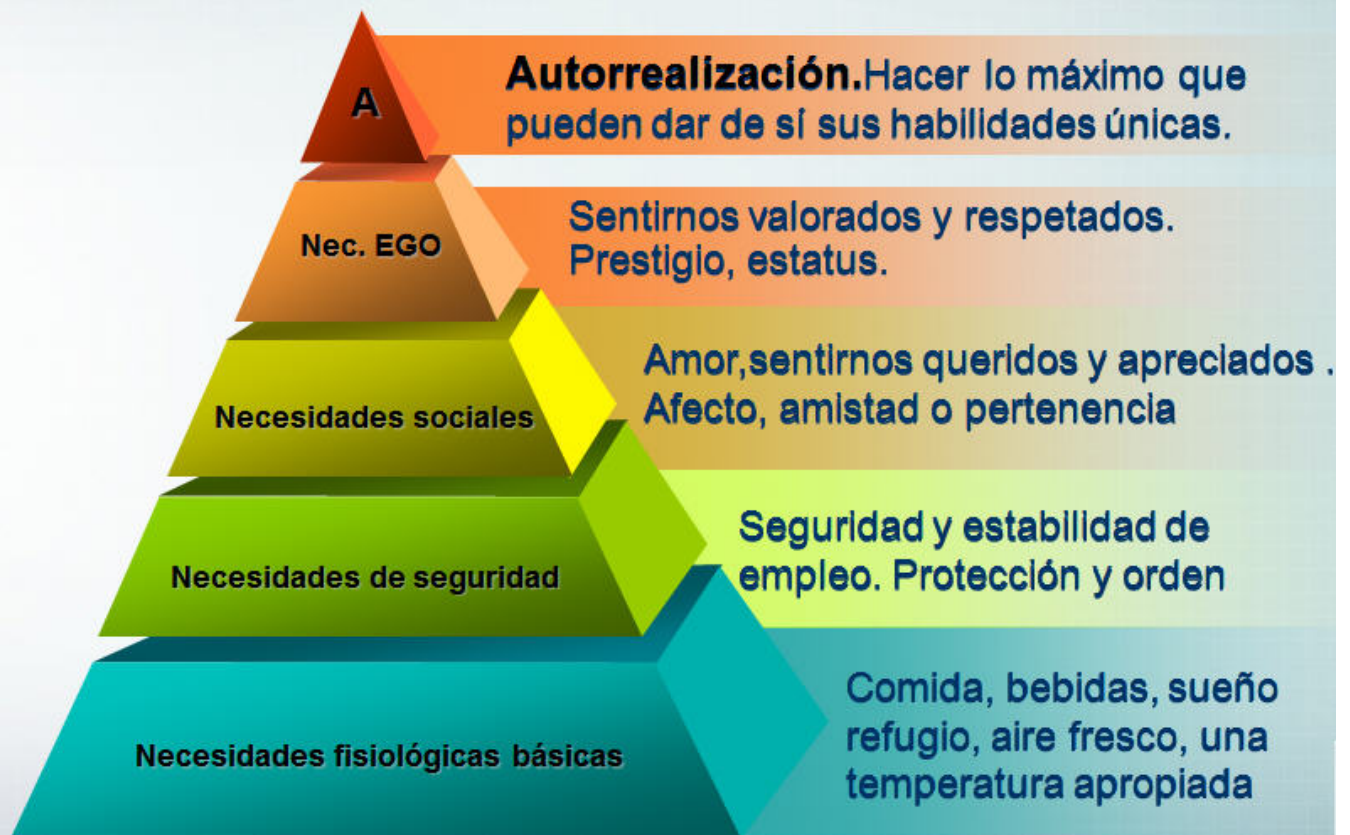 A
Autorrealización.Hacer lo máximo que
pueden dar de sí sus habilidades únicas.
Nec. EGO
Sentirnos valorados y respetados.
Prestigio, estatus.
Necesidades sociales
Amor,sentirnos queridos y apreciados .
Afecto, amistad o pertenencia
Necesidades de seguridad
Seguridad y estabilidad de
empleo. Protección y orden
Necesidades fisiológicas básicas
Comida, bebidas, sueño
refugio, aire fresco, una
temperatura apropiada